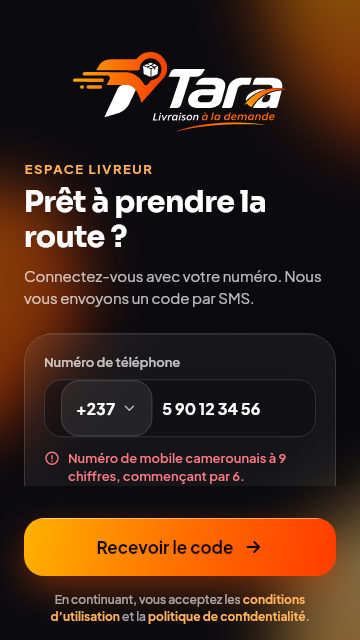 Tara
Livraison à la demande
ESPACE LIVREUR
Prêt à prendre la
route ?
Connectez-vous avec votre numéro. Nous
vous envoyons un code par SMS.
Numéro de téléphone
+237 5 90 12 34 56
Numéro de mobile camerounais à 9
chiffres, commençant par 6.
Recevoir le code →
En continuant, vous acceptez les conditions
d'utilisation et la politique de confidentialité.